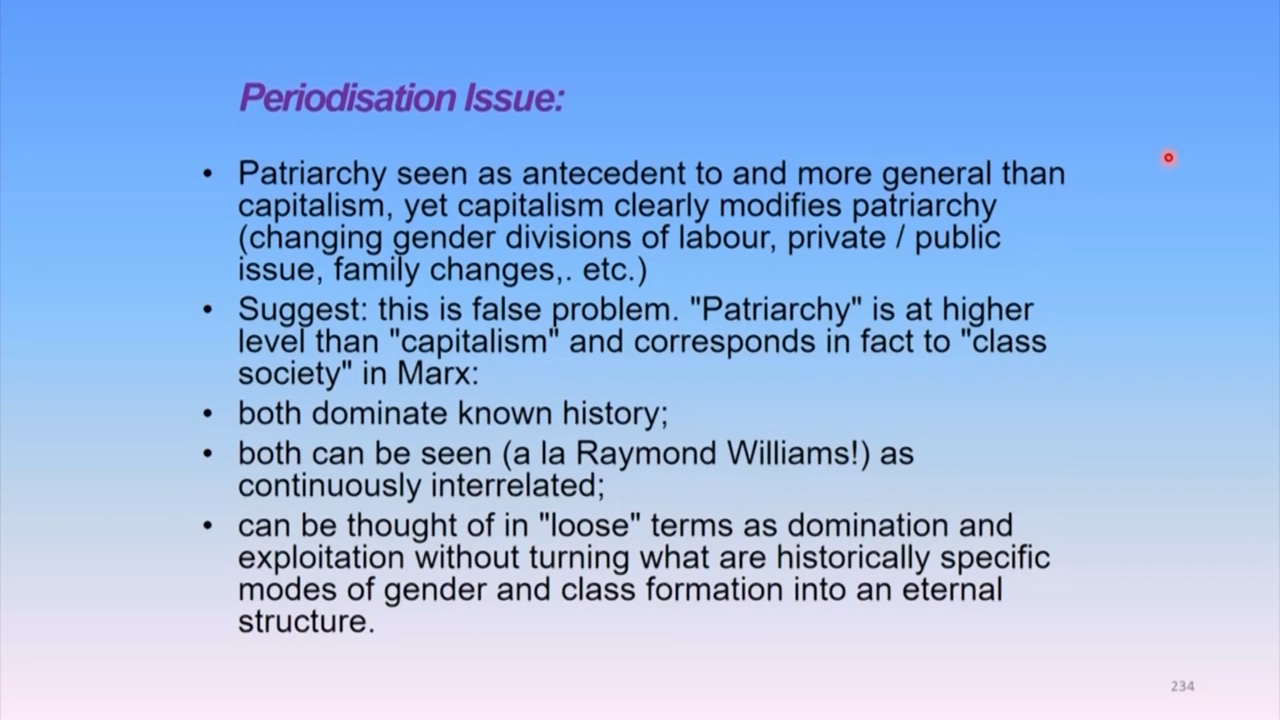 Periodisation Issue:
• Patriarchy seen as antecedent to and more general than
capitalism, yet capitalism clearly modifies patriarchy
(changing gender divisions of labour, private / public
issue, family changes,. etc.)
• Suggest: this is false problem. "Patriarchy" is at higher
level than "capitalism" and corresponds in fact to "class
society" in Marx:
• both dominate known history;
• both can be seen (a la Raymond Williams!) as
continuously interrelated;
• can be thought of in "loose" terms as domination and
exploitation without turning what are historically specific
modes of gender and class formation into an eternal
structure.
234